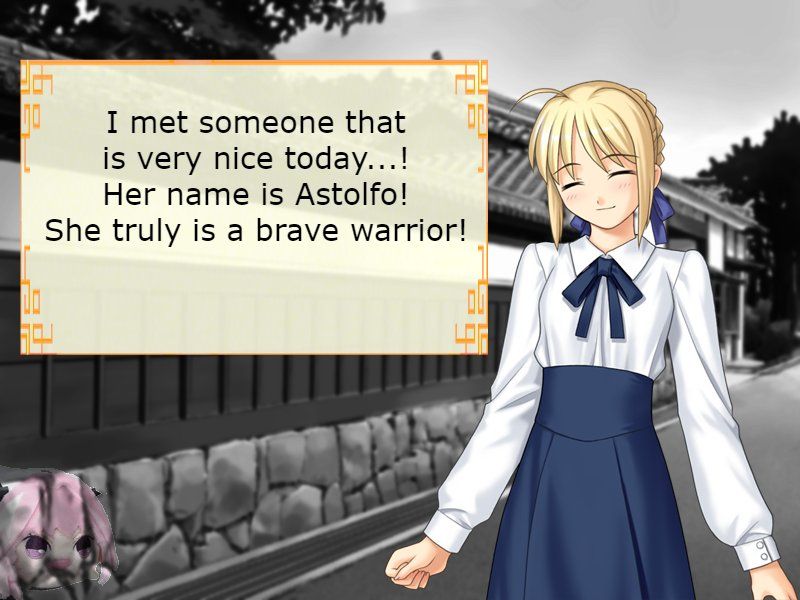 I met someone that
is very nice today...!
Her name is Astolfo!
She truly is a brave warrior!